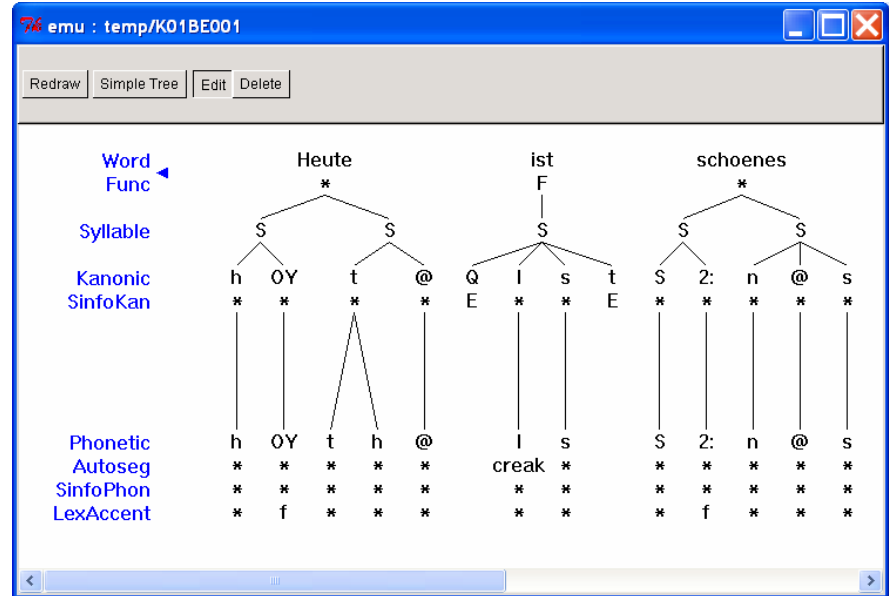 emu : temp/K01BE001
Redraw Simple Tree Edit Delete
Word Heute ist schoenes
Func * F *
Syllable S S S S S
Kanonic h OY t @ Q I s t S 2: n @ s
SinfoKan * * * * E * * E * * * * *
Phonetic h OY t h @ I s S 2: n @ s
Autoseg * * * * * creak * * * * * *
SinfoPhon * * * * * * * * * * * *
LexAccent * f * * * * * * f * * *